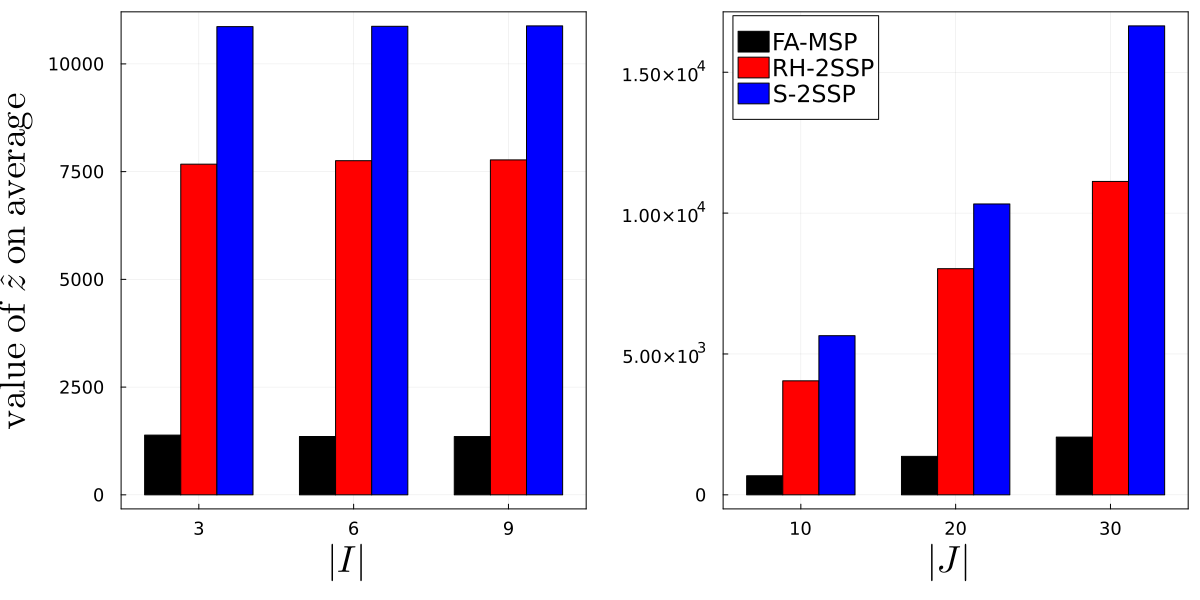 value of ẑ on average
10000
7500
5000
2500
0
3 6 9
|I|
FA-MSP
RH-2SSP
S-2SSP
1.50×10⁴
1.00×10⁴
5.00×10³
0
10 20 30
|J|